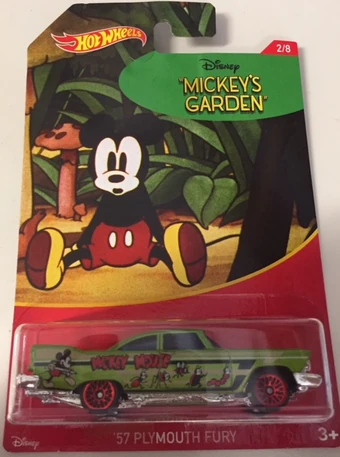 HOT WHEELS
2/8
Disney
"MICKEY'S
GARDEN"
MICKEY MOUSE
'57 PLYMOUTH FURY
Disney
3+